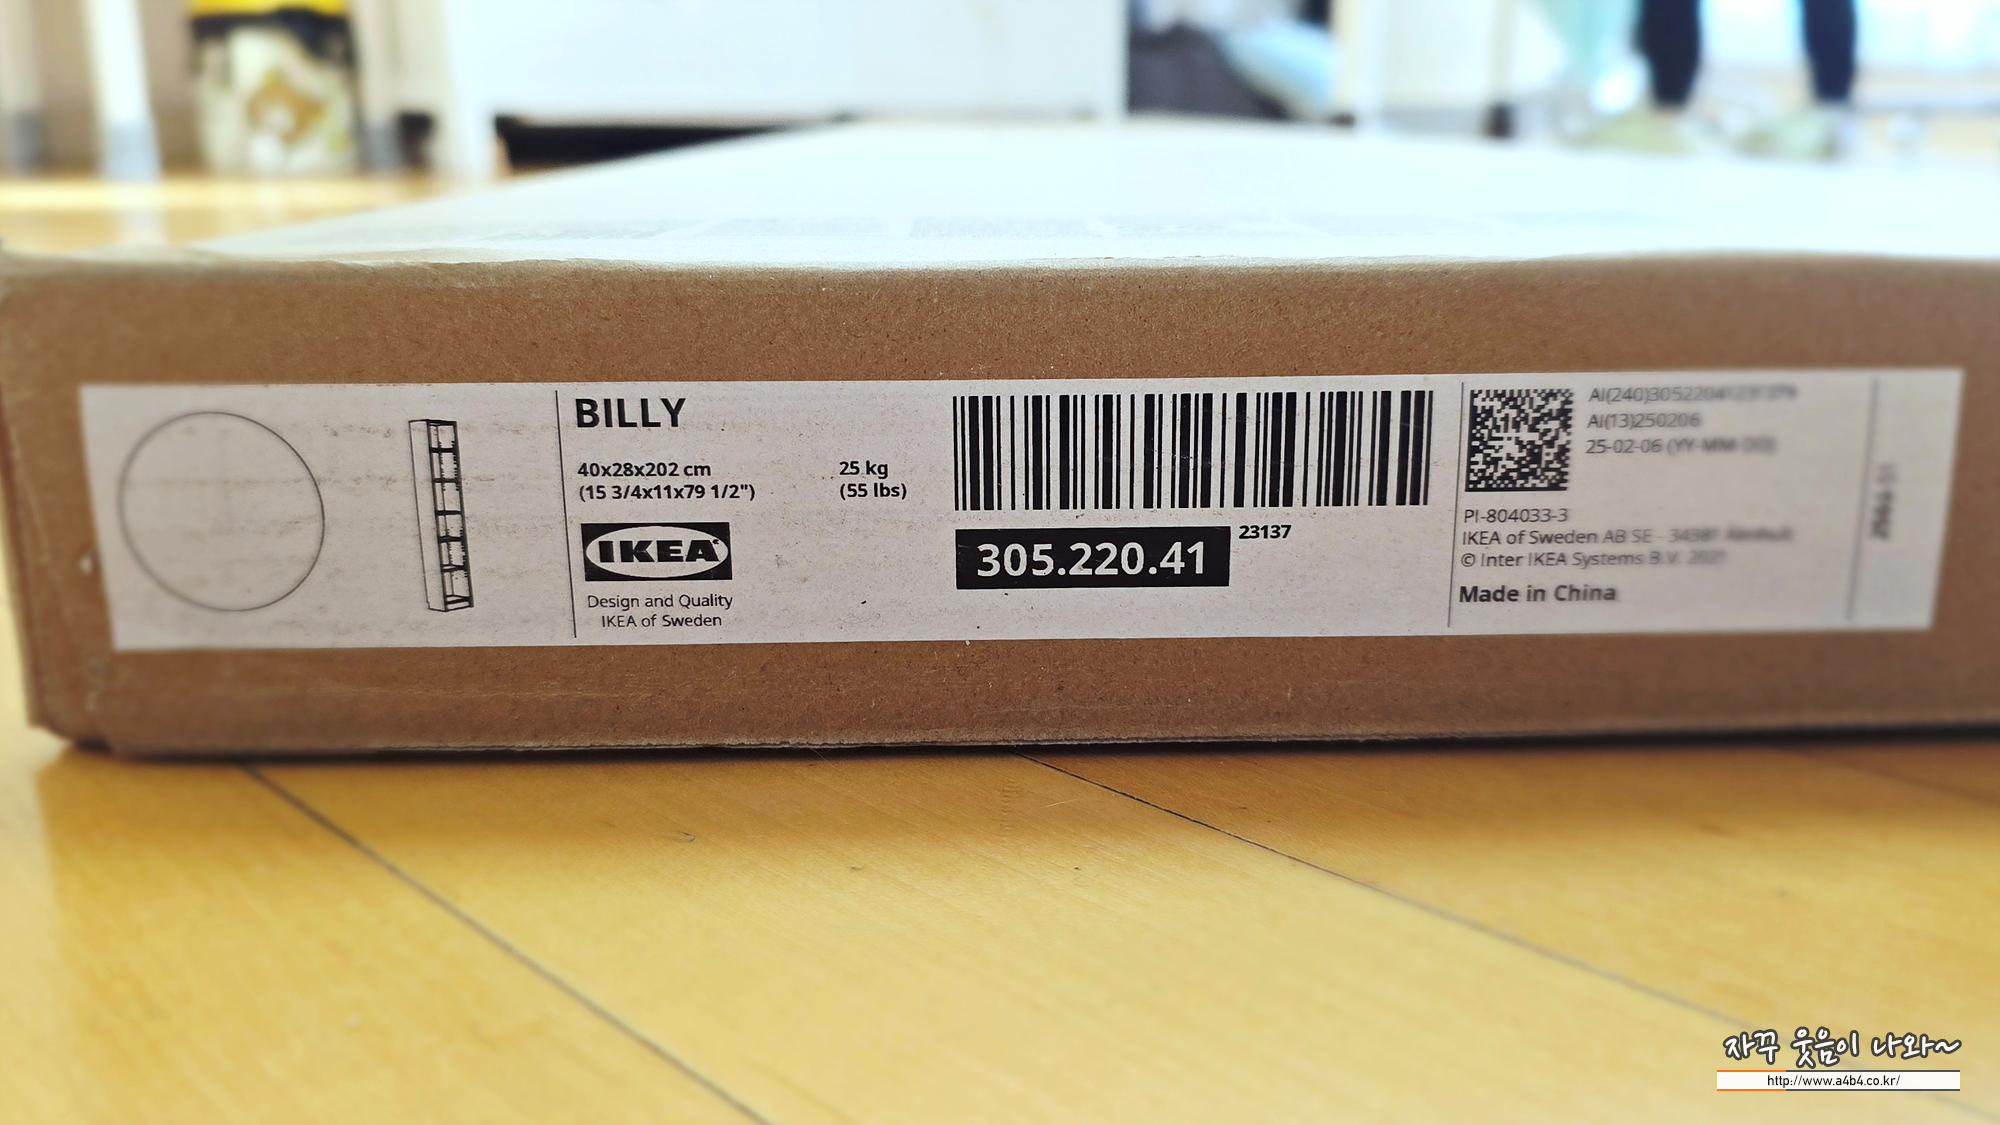 BILLY
40x28x202 cm
(15 3/4x11x79 1/2")
25 kg
(55 lbs)
IKEA
Design and Quality
IKEA of Sweden
305.220.41
23137
AI(13)250206
25-02-06 (YY-MM-DD)
PI-804033-3
IKEA of Sweden AB SE - 34381
© Inter IKEA Systems B.V. 2021
Made in China
자꾸 웃음이 나와~
http://www.a4b4.co.kr/